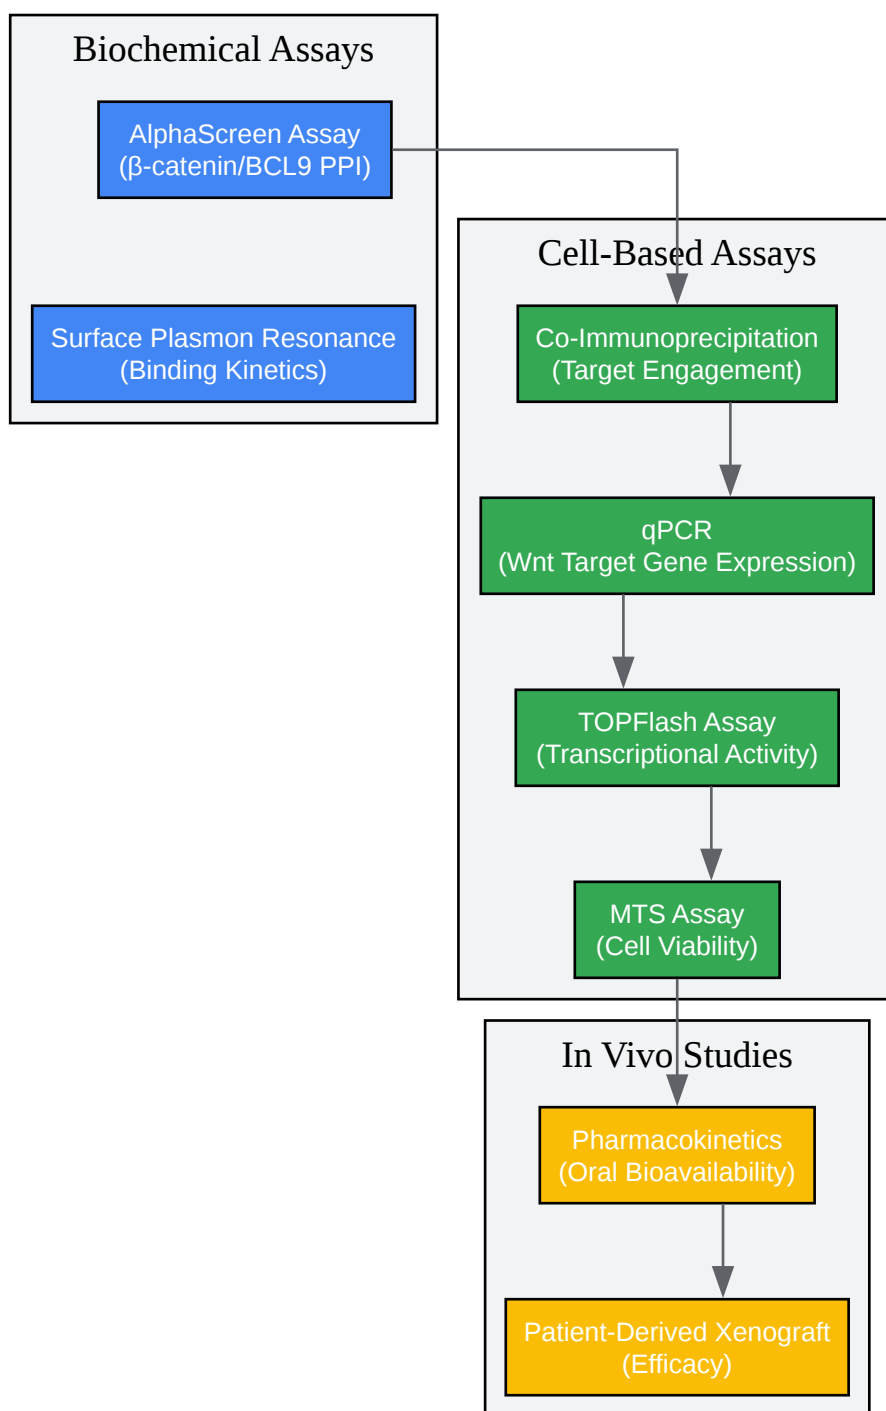 Biochemical Assays
AlphaScreen Assay
(β-catenin/BCL9 PPI)
Surface Plasmon Resonance
(Binding Kinetics)
Cell-Based Assays
Co-Immunoprecipitation
(Target Engagement)
qPCR
(Wnt Target Gene Expression)
TOPFlash Assay
(Transcriptional Activity)
MTS Assay
(Cell Viability)
In Vivo Studies
Pharmacokinetics
(Oral Bioavailability)
Patient-Derived Xenograft
(Efficacy)